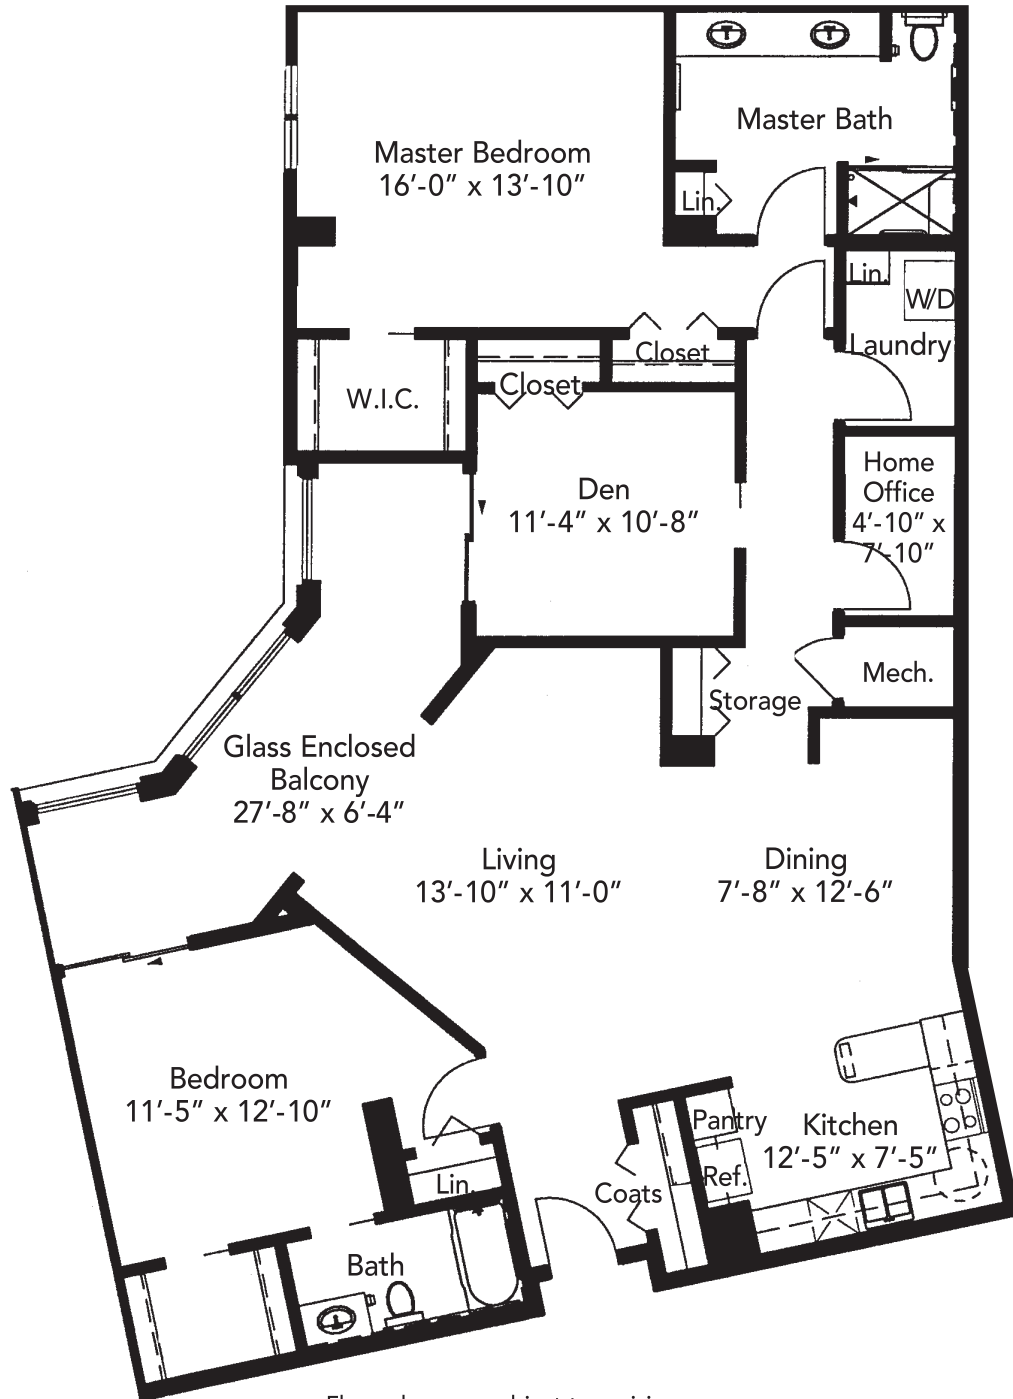 Master Bath
Master Bedroom
16′-0″ x 13′-10″
Lin.
Lin.
W/D
Laundry
Closet
Closet
W.I.C.
Home
Office
4′-10″ x
7′-10″
Den
11′-4″ x 10′-8″
Mech.
Storage
Glass Enclosed
Balcony
27′-8″ x 6′-4″
Living
13′-10″ x 11′-0″
Dining
7′-8″ x 12′-6″
Bedroom
11′-5″ x 12′-10″
Pantry
Kitchen
12′-5″ x 7′-5″
Ref.
Lin.
Coats
Bath